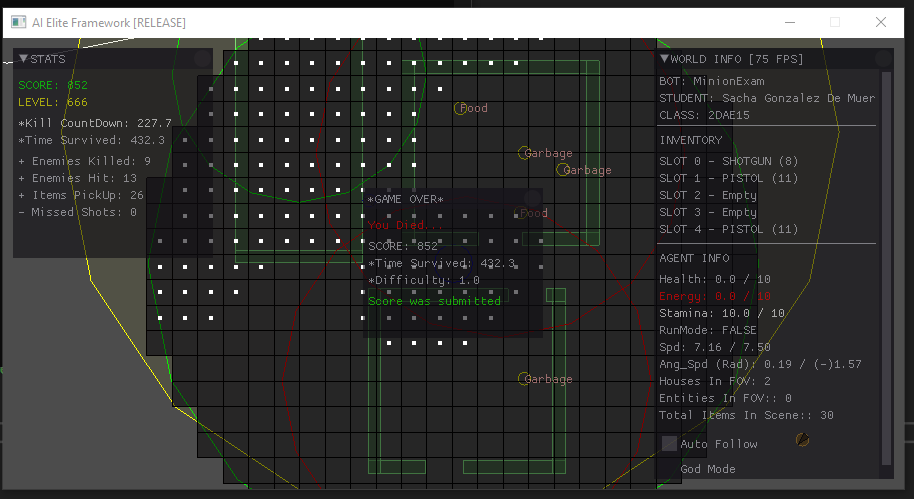 AI Elite Framework [RELEASE]
STATS
SCORE: 852
LEVEL: 666
*Kill CountDown: 227.7
*Time Survived: 432.3
+ Enemies Killed: 9
+ Enemies Hit: 13
+ Items PickUp: 26
- Missed Shots: 0
Food
Garbage
Garbage
Food
*GAME OVER*
You Died...
SCORE: 852
*Time Survived: 432.3
*Difficulty: 1.0
Score was submitted
Garbage
WORLD INFO [75 FPS]
BOT: MinionExam
STUDENT: Sacha Gonzalez De Muer
CLASS: 2DAE15
INVENTORY
SLOT 0 - SHOTGUN (8)
SLOT 1 - PISTOL (11)
SLOT 2 - Empty
SLOT 3 - Empty
SLOT 4 - PISTOL (11)
AGENT INFO
Health: 0.0 / 10
Energy: 0.0 / 10
Stamina: 10.0 / 10
RunMode: FALSE
Spd: 7.16 / 7.50
Ang_Spd (Rad): 0.19 / (-)1.57
Houses In FOV: 2
Entities In FOV:: 0
Total Items In Scene:: 30
Auto Follow
God Mode